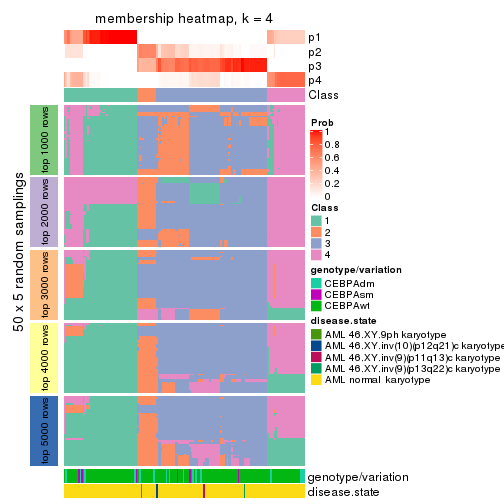 membership heatmap, k = 4
p1
p2
p3
p4
Class
50 x 5 random samplings
top 1000 rows
top 2000 rows
top 3000 rows
top 4000 rows
top 5000 rows
Prob
1
0.8
0.6
0.4
0.2
0
Class
1
2
3
4
genotype/variation
CEBPAdm
CEBPAsm
CEBPAwt
disease.state
AML 46.XY.9ph karyotype
AML 46.XY.inv(10)(p12q21)c karyotype
AML 46.XY.inv(9)(p11q13)c karyotype
AML 46.XY.inv(9)(p13q22)c karyotype
AML normal karyotype
genotype/variation
disease.state